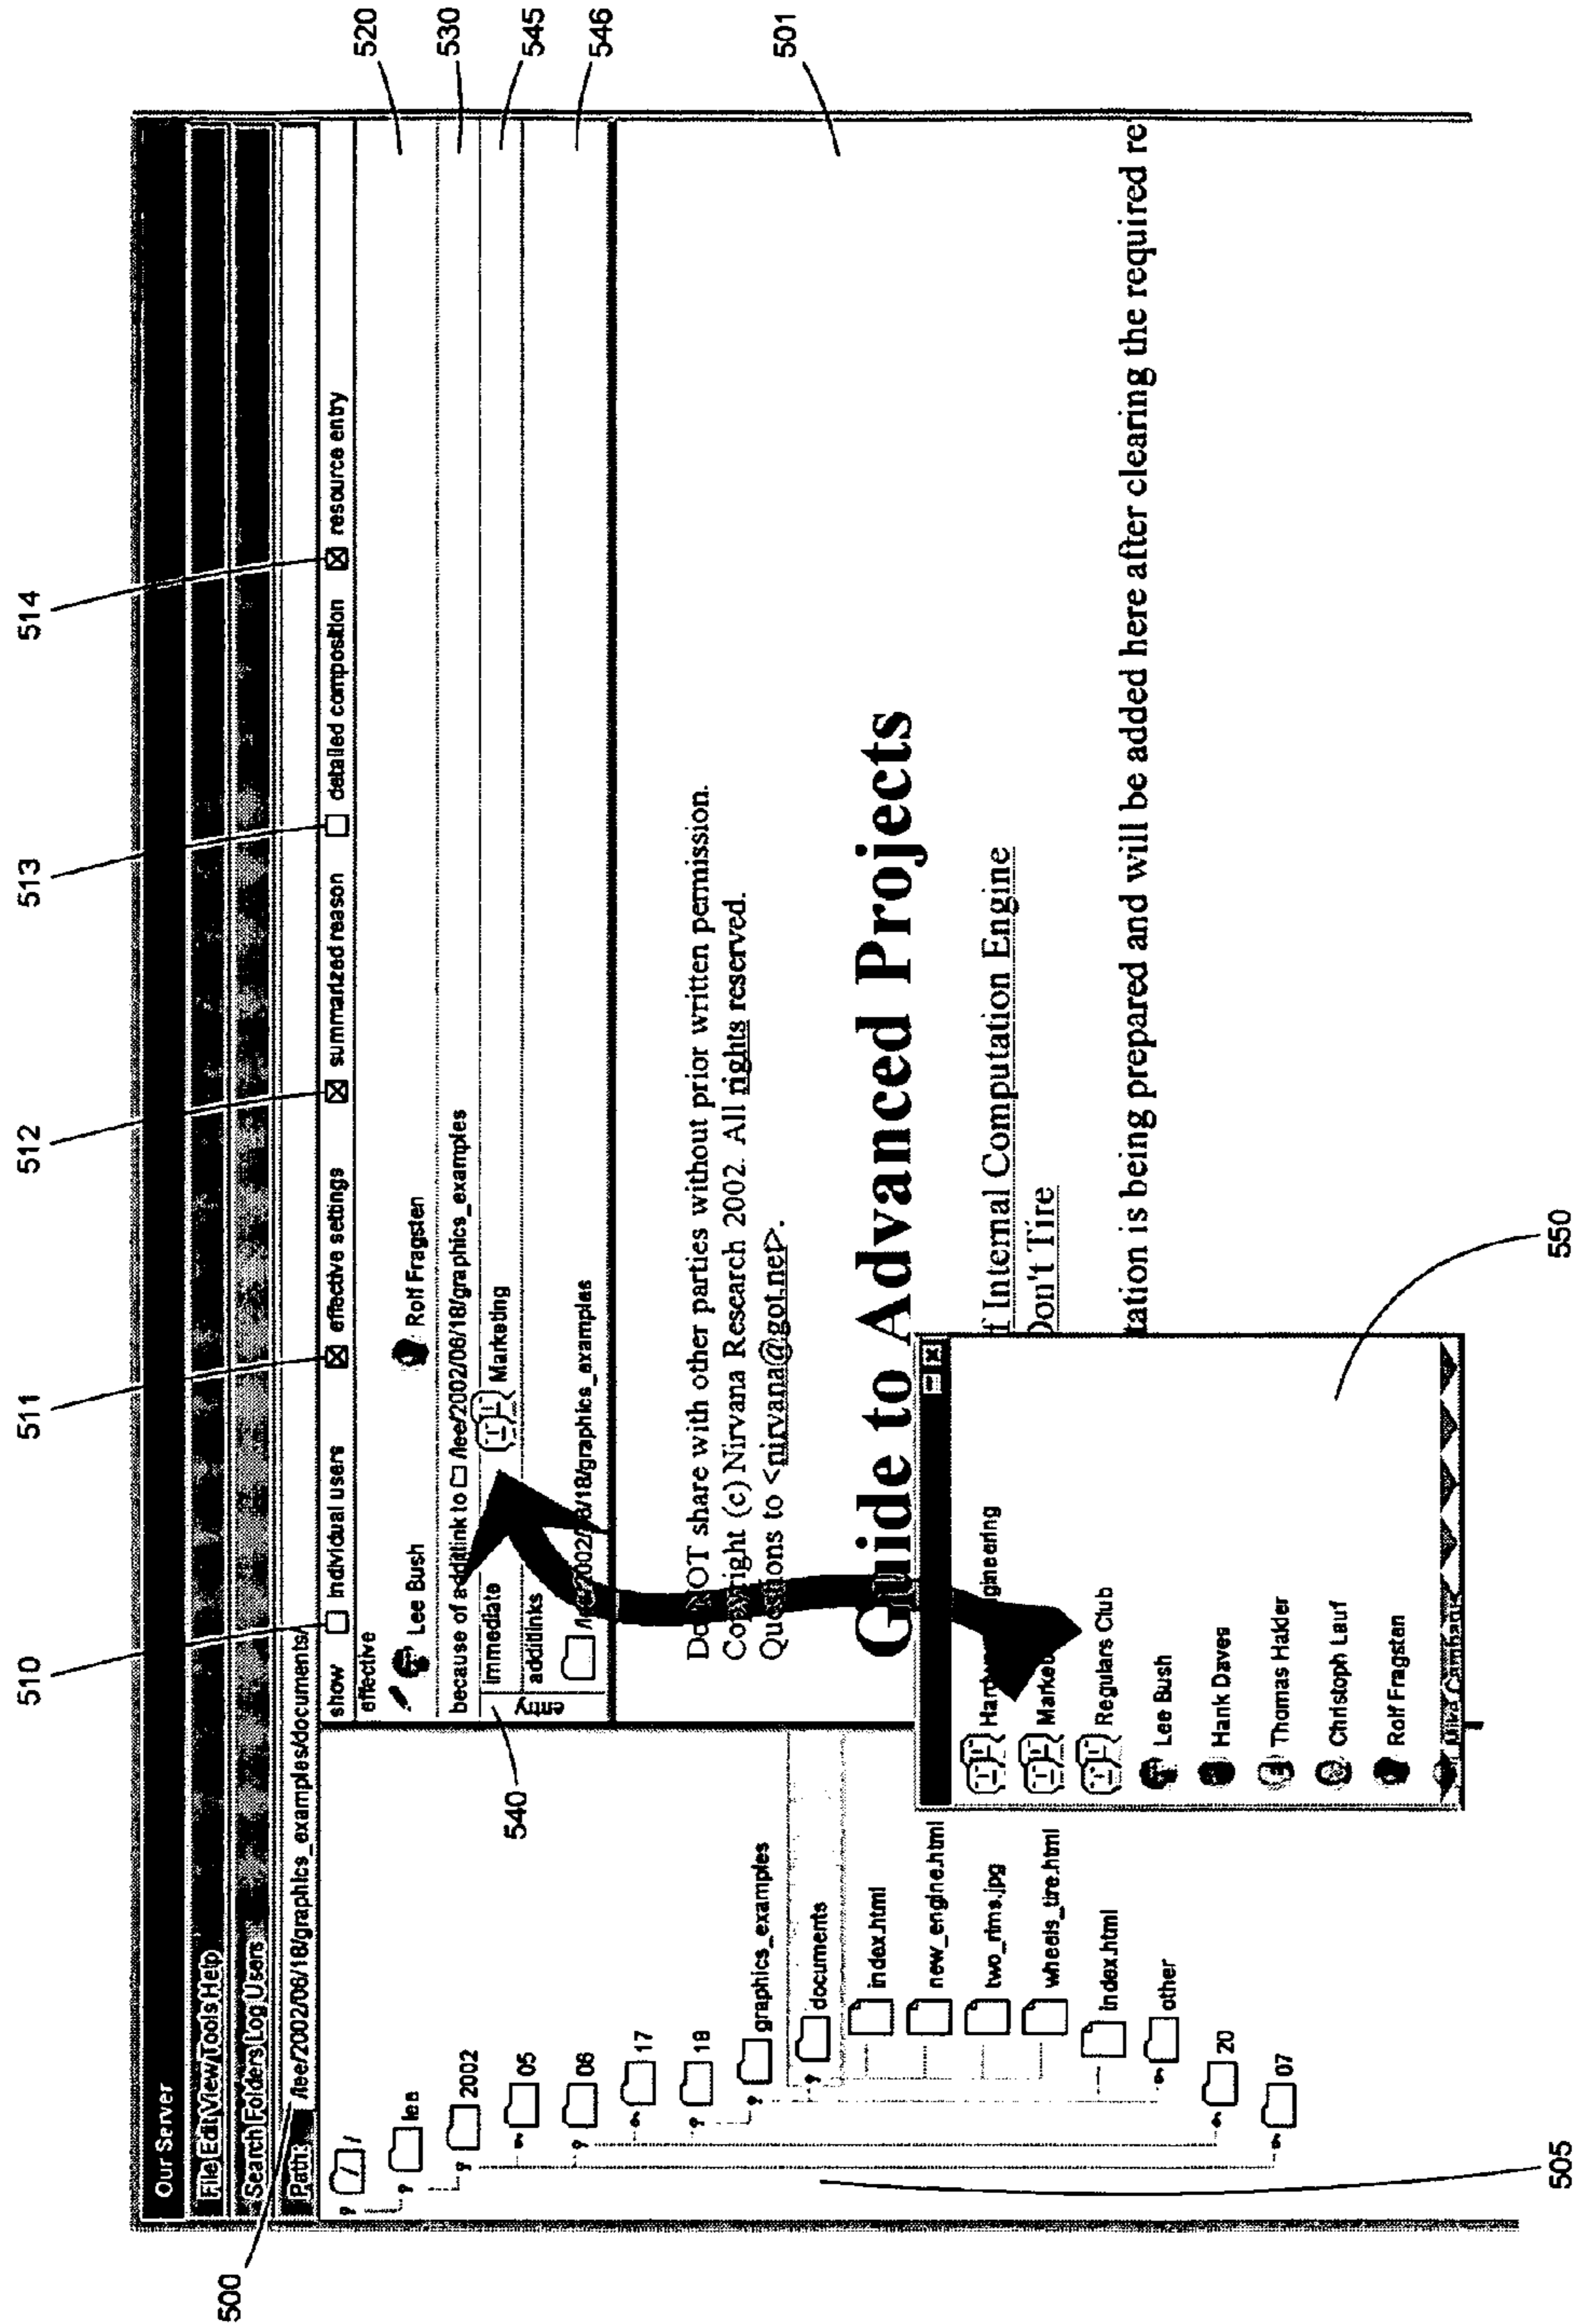 510
511
512
513
514
500
Our Server
File Edit View Tools Help
Search Folders Log Users
Path: /lee/2002/06/18/graphics_examples/documents/
show individual users effective settings summarized reason detailed composition resource entry
effective
Lee Bush Rolf Fragsten
520
because of additlink to /lee/2002/06/18/graphics_examples
530
entry
immediate Marketing
545
additlinks
/lee/2002/06/18/graphics_examples
546
540
501
/
lee
2002
05
06
17
18
graphics_examples
documents
index.html
new_engine.html
two_rims.jpg
wheels_tire.html
index.html
other
20
07
505
Do NOT share with other parties without prior written permission.
Copyright (c) Nirvana Research 2002. All rights reserved.
Questions to <nirvana@got.net>.
Guide to Advanced Projects
f Internal Computation Engine
Don't Tire
tation is being prepared and will be added here after clearing the required re
gineering
Regulars Club
Lee Bush
Hank Daves
Thomas Halder
Christoph Lauf
Rolf Fragsten
550